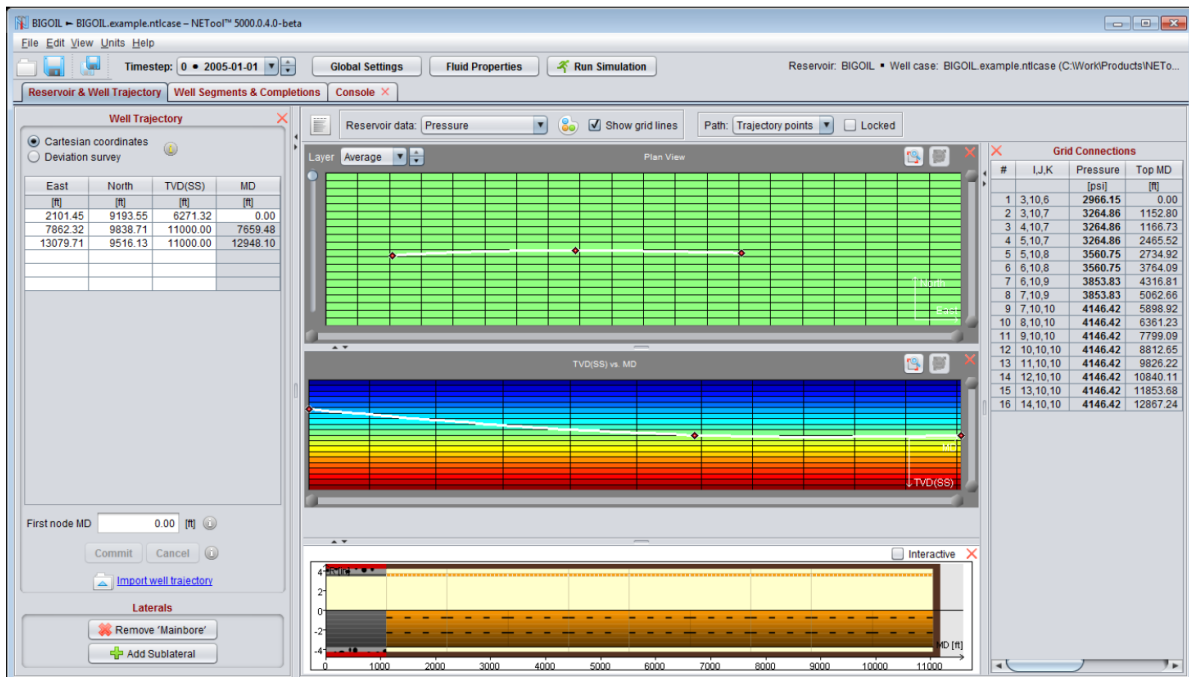 BIGOIL ► BIGOIL.example.ntlcase – NETool™ 5000.0.4.0-beta
File Edit View Units Help
Timestep: 0 • 2005-01-01 Global Settings Fluid Properties Run Simulation Reservoir: BIGOIL • Well case: BIGOIL.example.ntlcase (C:\Work\Products\NETo...
Reservoir & Well Trajectory Well Segments & Completions Console
Well Trajectory
Cartesian coordinates
Deviation survey
East North TVD(SS) MD
[ft] [ft] [ft] [ft]
2101.45 9193.55 6271.32 0.00
7862.32 9838.71 11000.00 7659.48
13079.71 9516.13 11000.00 12948.10
First node MD 0.00 [ft]
Commit Cancel
Import well trajectory
Laterals
Remove 'Mainbore'
Add Sublateral
Reservoir data: Pressure Show grid lines Path: Trajectory points Locked
Layer Average Plan View
North
East
TVD(SS) vs. MD
MD
TVD(SS)
Interactive
4
2
0
-2
-4
MD [ft]
0 1000 2000 3000 4000 5000 6000 7000 8000 9000 10000 11000
Grid Connections
# I,J,K Pressure Top MD
[psi] [ft]
1 3,10,6 2966.15 0.00
2 3,10,7 3264.86 1152.80
3 4,10,7 3264.86 1166.73
4 5,10,7 3264.86 2465.52
5 5,10,8 3560.75 2734.92
6 6,10,8 3560.75 3764.09
7 6,10,9 3853.83 4316.81
8 7,10,9 3853.83 5062.66
9 7,10,10 4146.42 5898.92
10 8,10,10 4146.42 6361.23
11 9,10,10 4146.42 7799.09
12 10,10,10 4146.42 8812.65
13 11,10,10 4146.42 9826.22
14 12,10,10 4146.42 10840.11
15 13,10,10 4146.42 11853.68
16 14,10,10 4146.42 12867.24